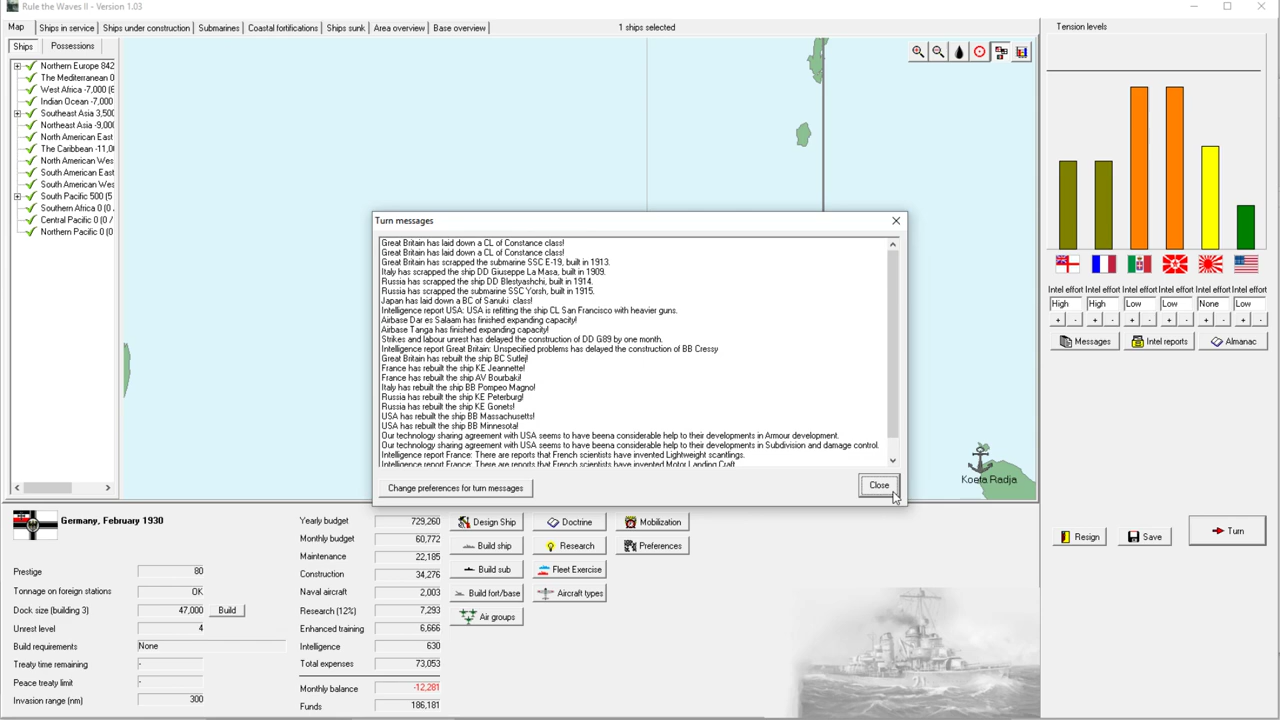 Rule the Waves II - Version 1.03
Map
Ships in service
Ships under construction
Submarines
Coastal fortifications
Ships sunk
Area overview
Base overview
1 ships selected
Tension levels
Ships
Possessions
Northern Europe 842
The Mediterranean 0
West Africa -7,000 (6
Indian Ocean -7,000
Southeast Asia 3,500
Northeast Asia -9,000
North American East
The Caribbean -11,0
North American West
South American East
South American Wes
South Pacific 500 (5
Southern Africa 0 (0 /
Central Pacific 0 (0 /
Northern Pacific 0 (0
Turn messages
Great Britain has laid down a CL of Constance class!
Great Britain has laid down a CL of Constance class!
Great Britain has scrapped the submarine SSC E-19, built in 1913.
Italy has scrapped the ship DD Giuseppe La Masa, built in 1909.
Russia has scrapped the ship DD Blestyashchi, built in 1914.
Russia has scrapped the submarine SSC Yorsh, built in 1915.
Japan has laid down a BC of Sanuki class!
Intelligence report USA: USA is refitting the ship CL San Francisco with heavier guns.
Airbase Dar es Salaam has finished expanding capacity!
Airbase Tanga has finished expanding capacity!
Strikes and labour unrest has delayed the construction of DD G89 by one month.
Intelligence report Great Britain: Unspecified problems has delayed the construction of BB Cressy
Great Britain has rebuilt the ship BC Sutlej!
France has rebuilt the ship KE Jeannette!
France has rebuilt the ship AV Bourbaki!
Italy has rebuilt the ship BB Pompeo Magno!
Russia has rebuilt the ship KE Peterburg!
Russia has rebuilt the ship KE Gonets!
USA has rebuilt the ship BB Massachusetts!
USA has rebuilt the ship BB Minnesota!
Our technology sharing agreement with USA seems to have beena considerable help to their developments in Armour development.
Our technology sharing agreement with USA seems to have beena considerable help to their developments in Subdivision and damage control.
Intelligence report France: There are reports that French scientists have invented Lightweight scantlings.
Intelligence report France: There are reports that French scientists have invented Motor Landing Craft
Change preferences for turn messages
Close
Koeta Radja
Intel effort Intel effort Intel effort Intel effort Intel effort Intel effort
High High Low Low None Low
+ - + - + - + - + - + -
Messages
Intel reports
Almanac
Resign
Save
Turn
Germany, February 1930
Prestige 80
Tonnage on foreign stations OK
Dock size (building 3) 47,000 Build
Unrest level 4
Build requirements None
Treaty time remaining -
Peace treaty limit -
Invasion range (nm) 300
Yearly budget 729,260
Monthly budget 60,772
Maintenance 22,185
Construction 34,276
Naval aircraft 2,003
Research (12%) 7,293
Enhanced training 6,666
Intelligence 630
Total expenses 73,053
Monthly balance -12,281
Funds 186,181
Design Ship
Doctrine
Mobilization
Build ship
Research
Preferences
Build sub
Fleet Exercise
Build fort/base
Aircraft types
Air groups